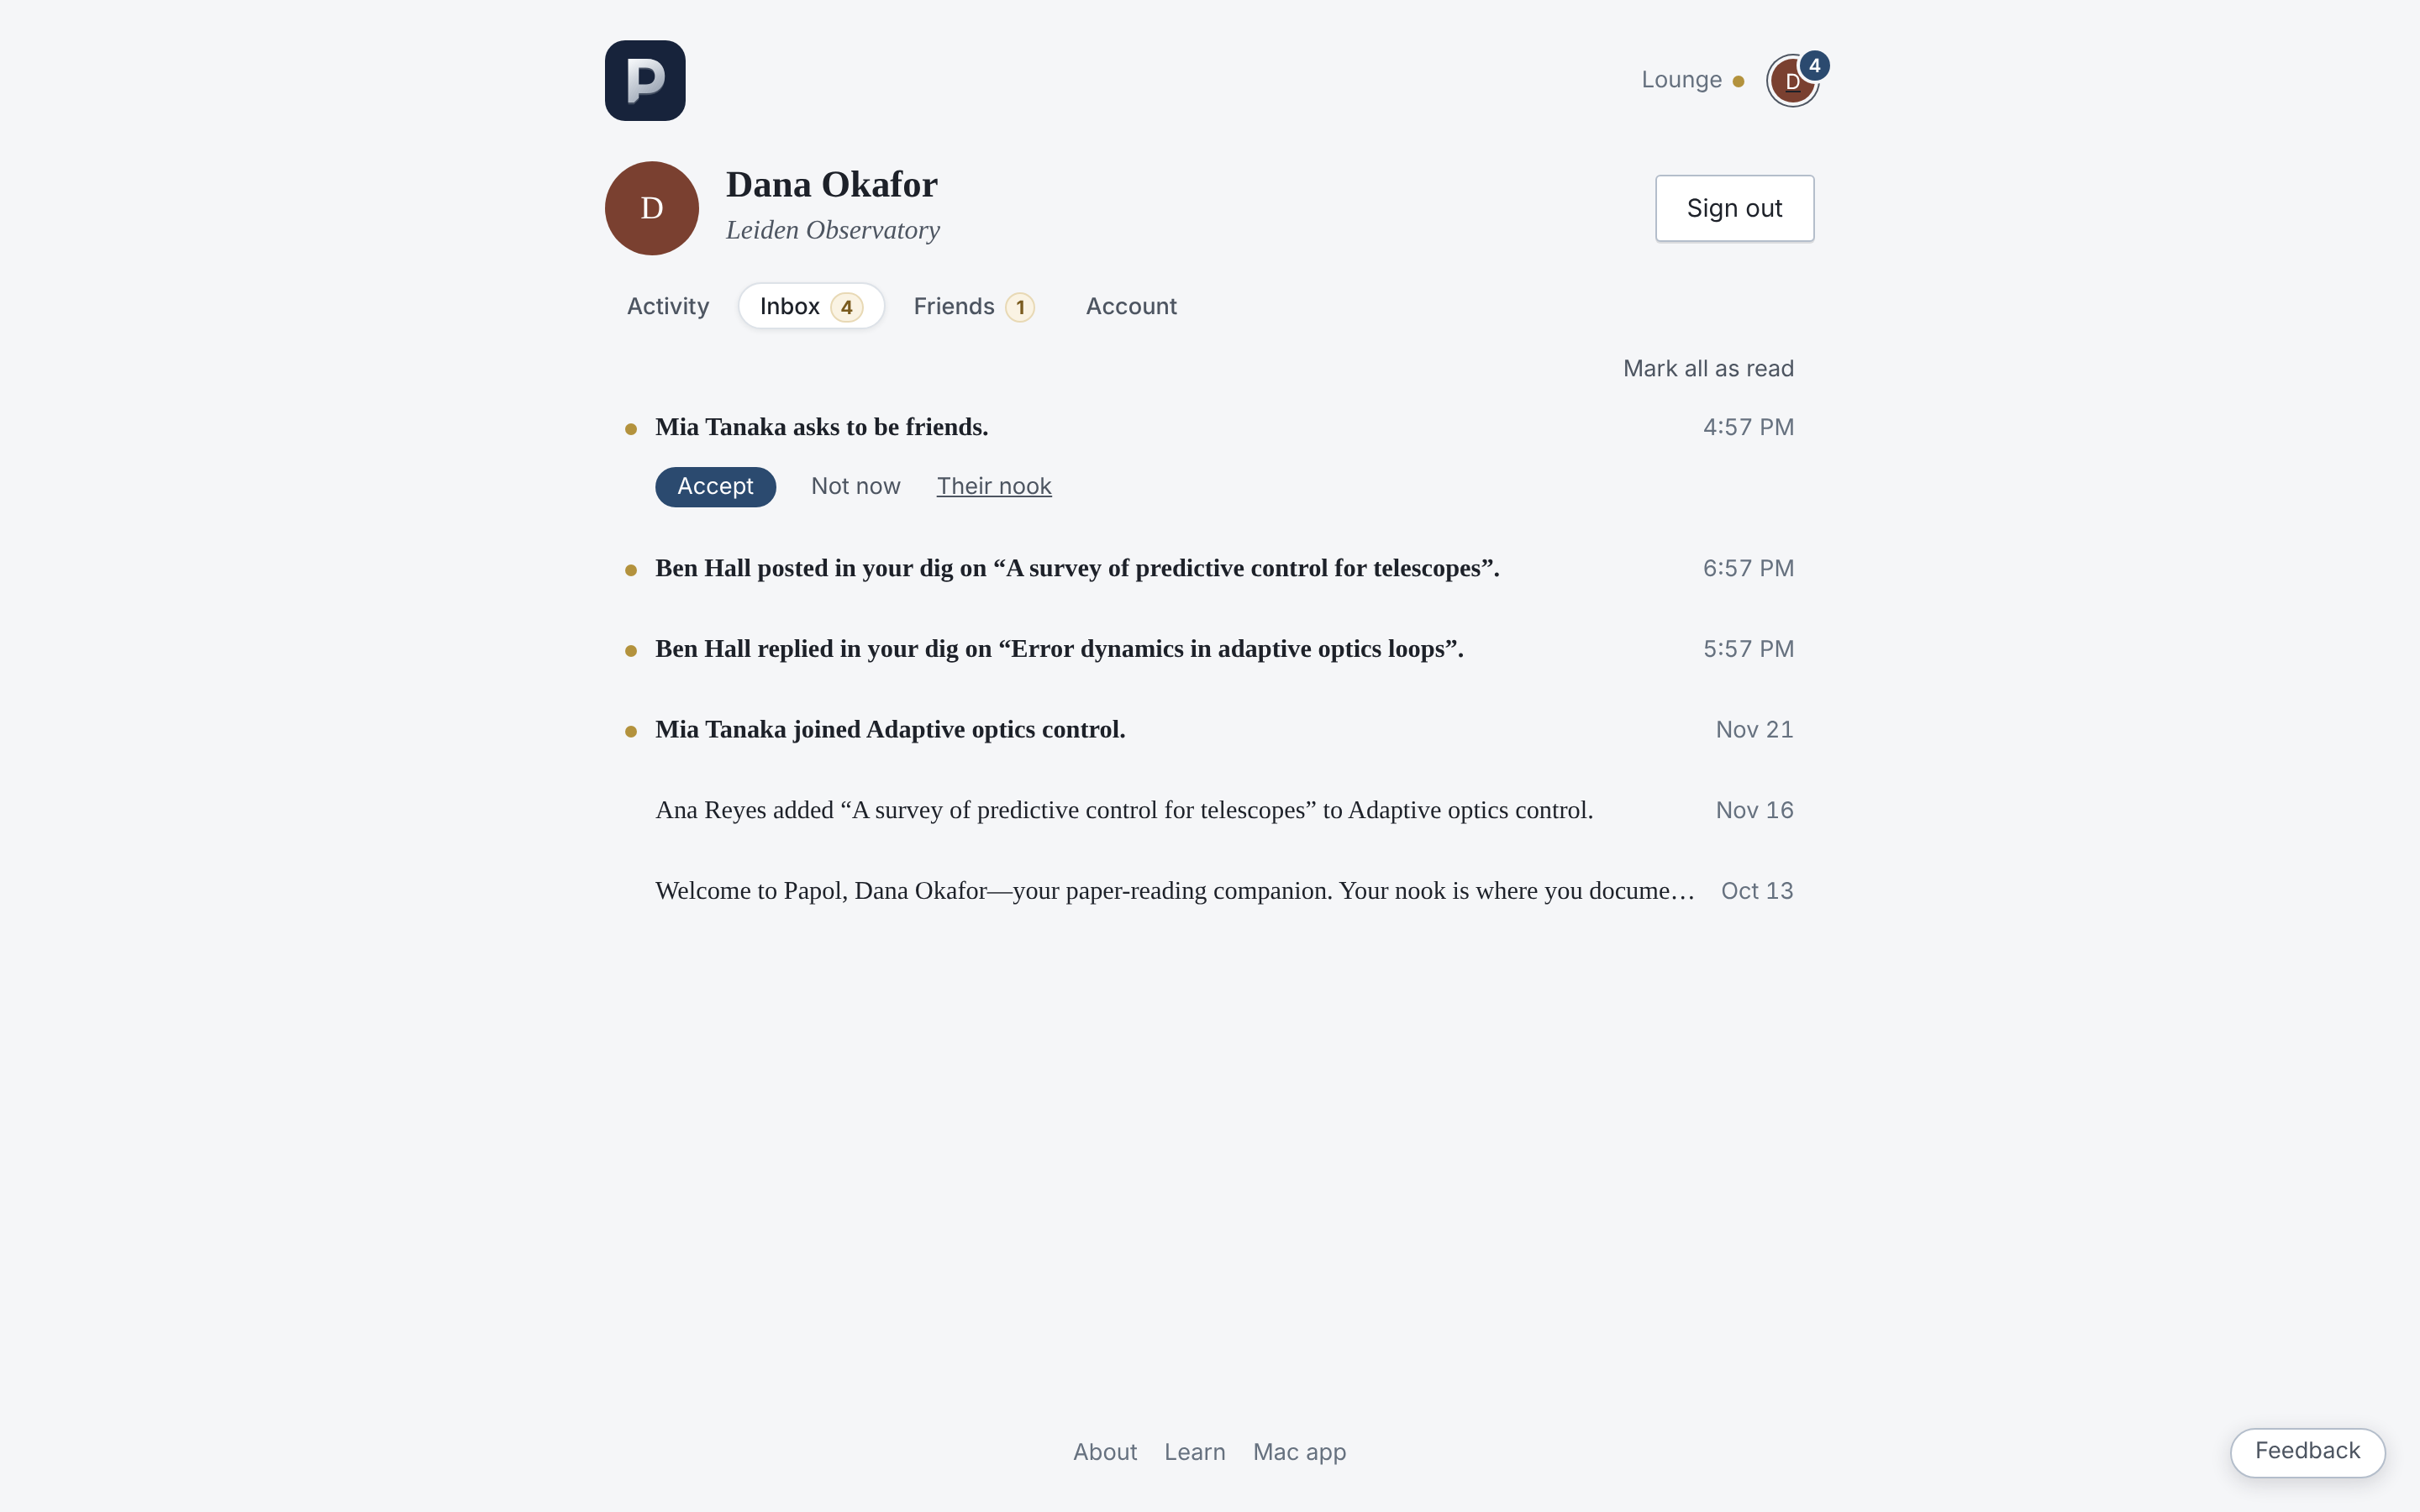 P
Lounge
D
4
D
Dana Okafor
Leiden Observatory
Sign out
Activity
Inbox 4
Friends 1
Account
Mark all as read
Mia Tanaka asks to be friends. 4:57 PM
Accept Not now Their nook
Ben Hall posted in your dig on “A survey of predictive control for telescopes”. 6:57 PM
Ben Hall replied in your dig on “Error dynamics in adaptive optics loops”. 5:57 PM
Mia Tanaka joined Adaptive optics control. Nov 21
Ana Reyes added “A survey of predictive control for telescopes” to Adaptive optics control. Nov 16
Welcome to Papol, Dana Okafor—your paper-reading companion. Your nook is where you docume… Oct 13
About Learn Mac app
Feedback